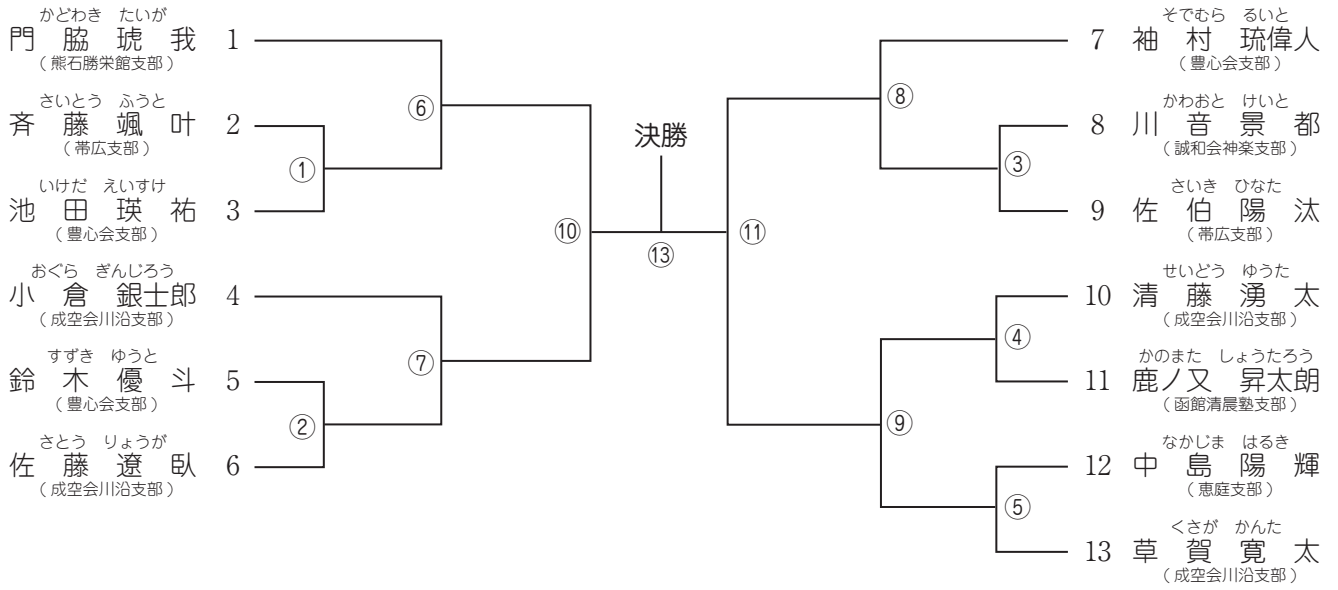 かどわき たいが
門脇琥我 1
(熊石勝栄館支部)
さいとう ふうと
斉藤颯叶 2
(帯広支部)
①
いけだ えいすけ
池田瑛祐 3
(豊心会支部)
⑥
おぐら ぎんじろう
小倉銀士郎 4
(成空会川沿支部)
すずき ゆうと
鈴木優斗 5
(豊心会支部)
②
さとう りょうが
佐藤遼臥 6
(成空会川沿支部)
⑦
⑩
決勝
⑬
⑪
そでむら るいと
7 袖村琉偉人
(豊心会支部)
⑧
かわおと けいと
8 川音景都
(誠和会神楽支部)
③
さいき ひなた
9 佐伯陽汰
(帯広支部)
せいどう ゆうた
10 清藤湧太
(成空会川沿支部)
④
かのまた しょうたろう
11 鹿ノ又昇太朗
(函館清晨塾支部)
⑨
なかじま はるき
12 中島陽輝
(恵庭支部)
⑤
くさが かんた
13 草賀寛太
(成空会川沿支部)